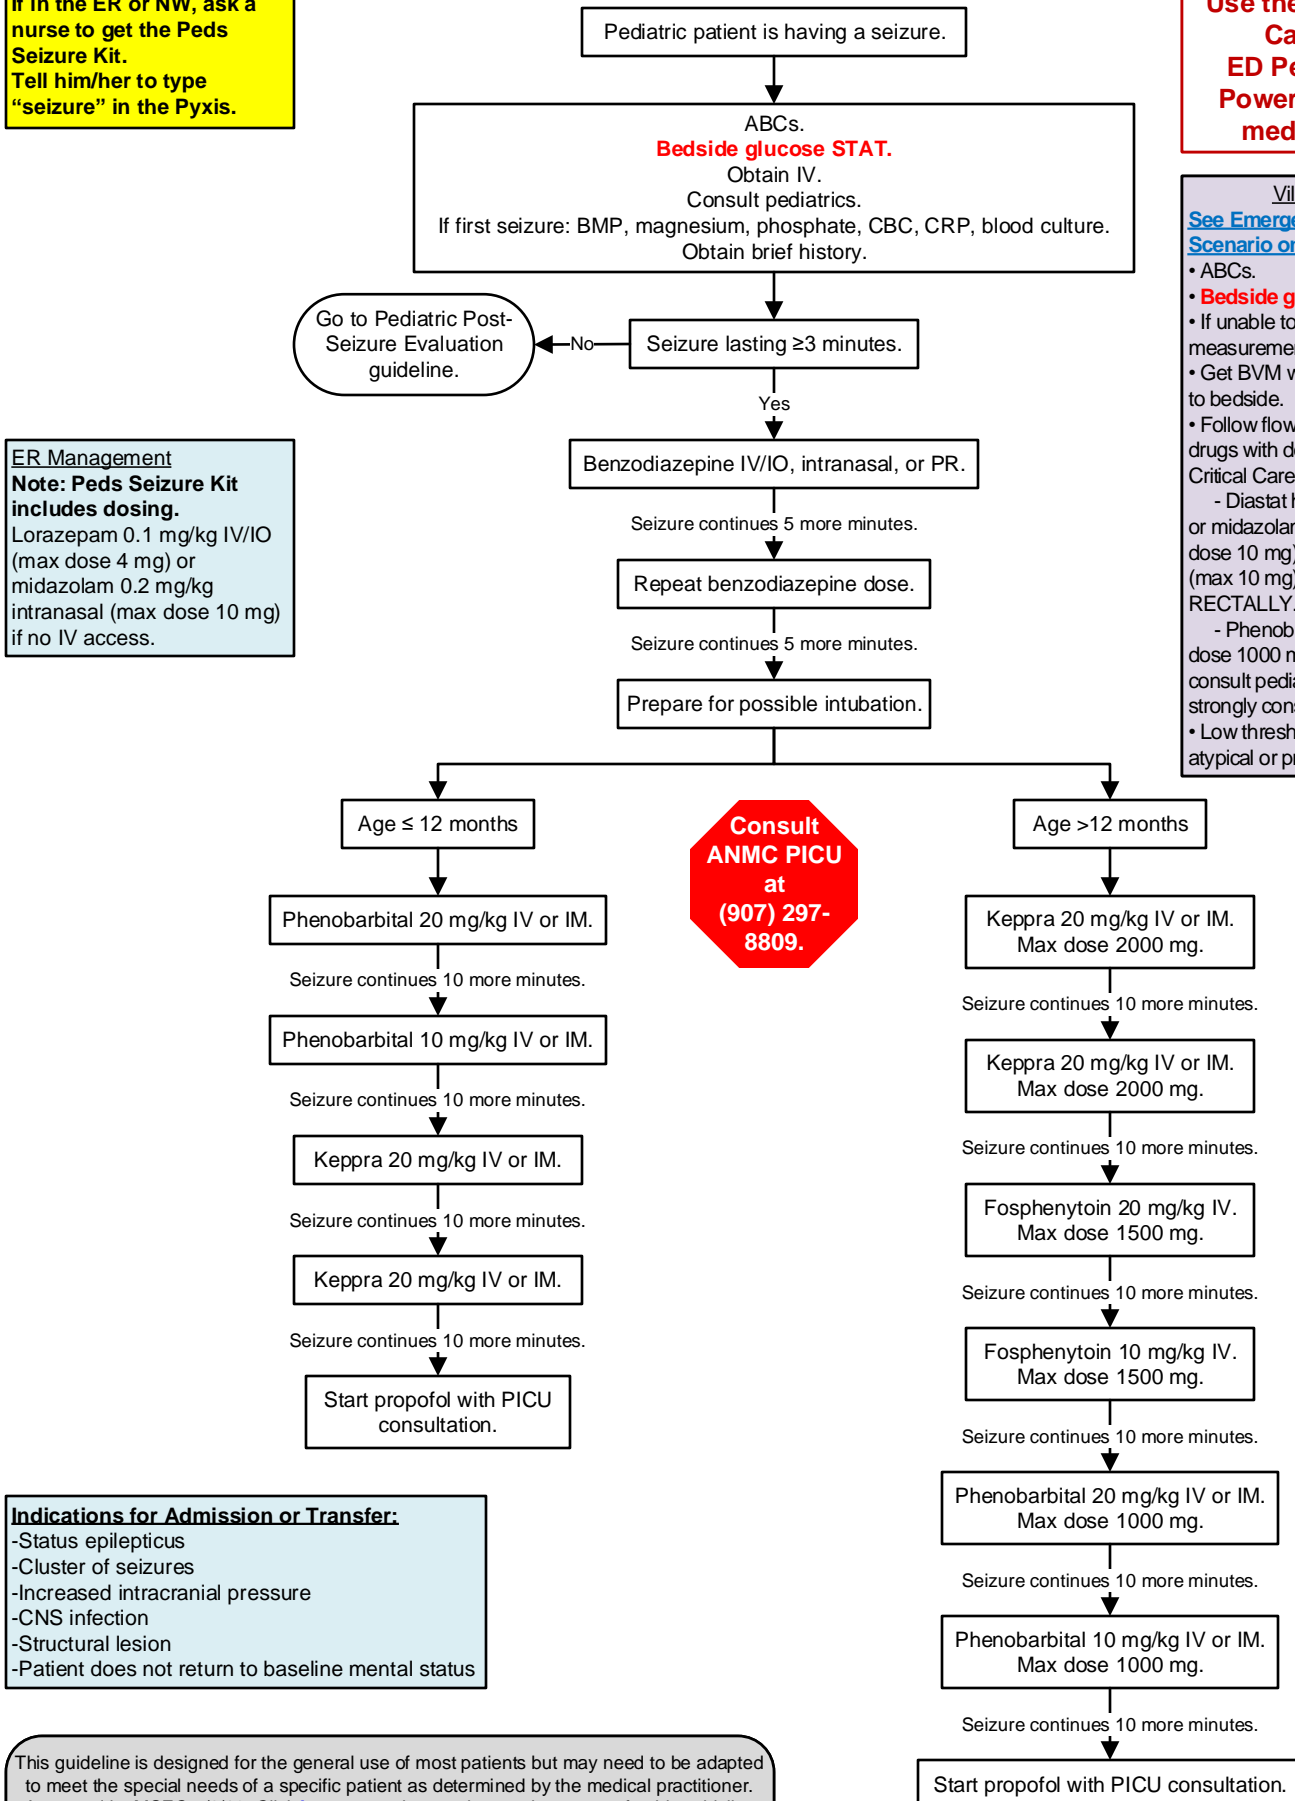 If in the ER or NW, ask a
nurse to get the Peds
Seizure Kit.
Tell him/her to type
“seizure” in the Pyxis.
Pediatric patient is having a seizure.
Use the
ED
med
ABCs.
Bedside glucose STAT.
Obtain IV.
Consult pediatrics.
If first seizure: BMP, magnesium, phosphate, CBC, CRP, blood culture.
Obtain brief history.
See
Scenario
• ABCs.
• Bedside
• If unable to
• Get BVM
to bedside.
• Follow
drugs with
Critical Care
- Diastat
or
dose 10 mg)
(max 10 mg)
RECTALLY.
-
dose 1000
consult
strongly
• Low
atypical or
Go to Pediatric Post-
Seizure Evaluation
guideline.
No
Seizure lasting ≥3 minutes.
Yes
ER Management
Note: Peds Seizure Kit
includes dosing.
Lorazepam 0.1 mg/kg IV/IO
(max dose 4 mg) or
midazolam 0.2 mg/kg
intranasal (max dose 10 mg)
if no IV access.
Benzodiazepine IV/IO, intranasal, or PR.
Seizure continues 5 more minutes.
Repeat benzodiazepine dose.
Seizure continues 5 more minutes.
Prepare for possible intubation.
Age ≤ 12 months
Phenobarbital 20 mg/kg IV or IM.
Seizure continues 10 more minutes.
Phenobarbital 10 mg/kg IV or IM.
Seizure continues 10 more minutes.
Keppra 20 mg/kg IV or IM.
Seizure continues 10 more minutes.
Keppra 20 mg/kg IV or IM.
Seizure continues 10 more minutes.
Start propofol with PICU
consultation.
Consult
ANMC PICU
at
(907) 297-
8809.
Age >12 months
Keppra 20 mg/kg IV or IM.
Max dose 2000 mg.
Seizure continues 10 more minutes.
Keppra 20 mg/kg IV or IM.
Max dose 2000 mg.
Seizure continues 10 more minutes.
Fosphenytoin 20 mg/kg IV.
Max dose 1500 mg.
Seizure continues 10 more minutes.
Fosphenytoin 10 mg/kg IV.
Max dose 1500 mg.
Seizure continues 10 more minutes.
Phenobarbital 20 mg/kg IV or IM.
Max dose 1000 mg.
Seizure continues 10 more minutes.
Phenobarbital 10 mg/kg IV or IM.
Max dose 1000 mg.
Seizure continues 10 more minutes.
Start propofol with PICU consultation.
Indications for Admission or Transfer:
-Status epilepticus
-Cluster of seizures
-Increased intracranial pressure
-CNS infection
-Structural lesion
-Patient does not return to baseline mental status
This guideline is designed for the general use of most patients but may need to be adapted
to meet the special needs of a specific patient as determined by the medical practitioner.